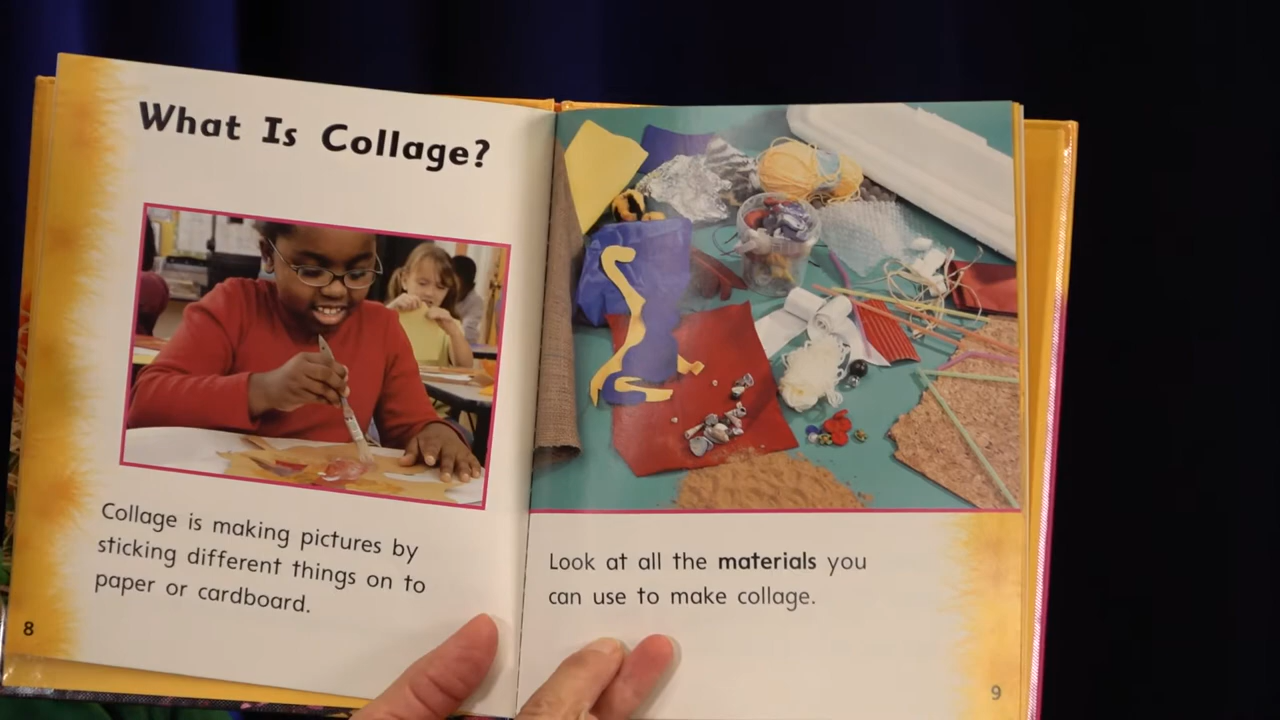 What Is Collage?
Collage is making pictures by
sticking different things on to
paper or cardboard.
8
Look at all the materials you
can use to make collage.
9